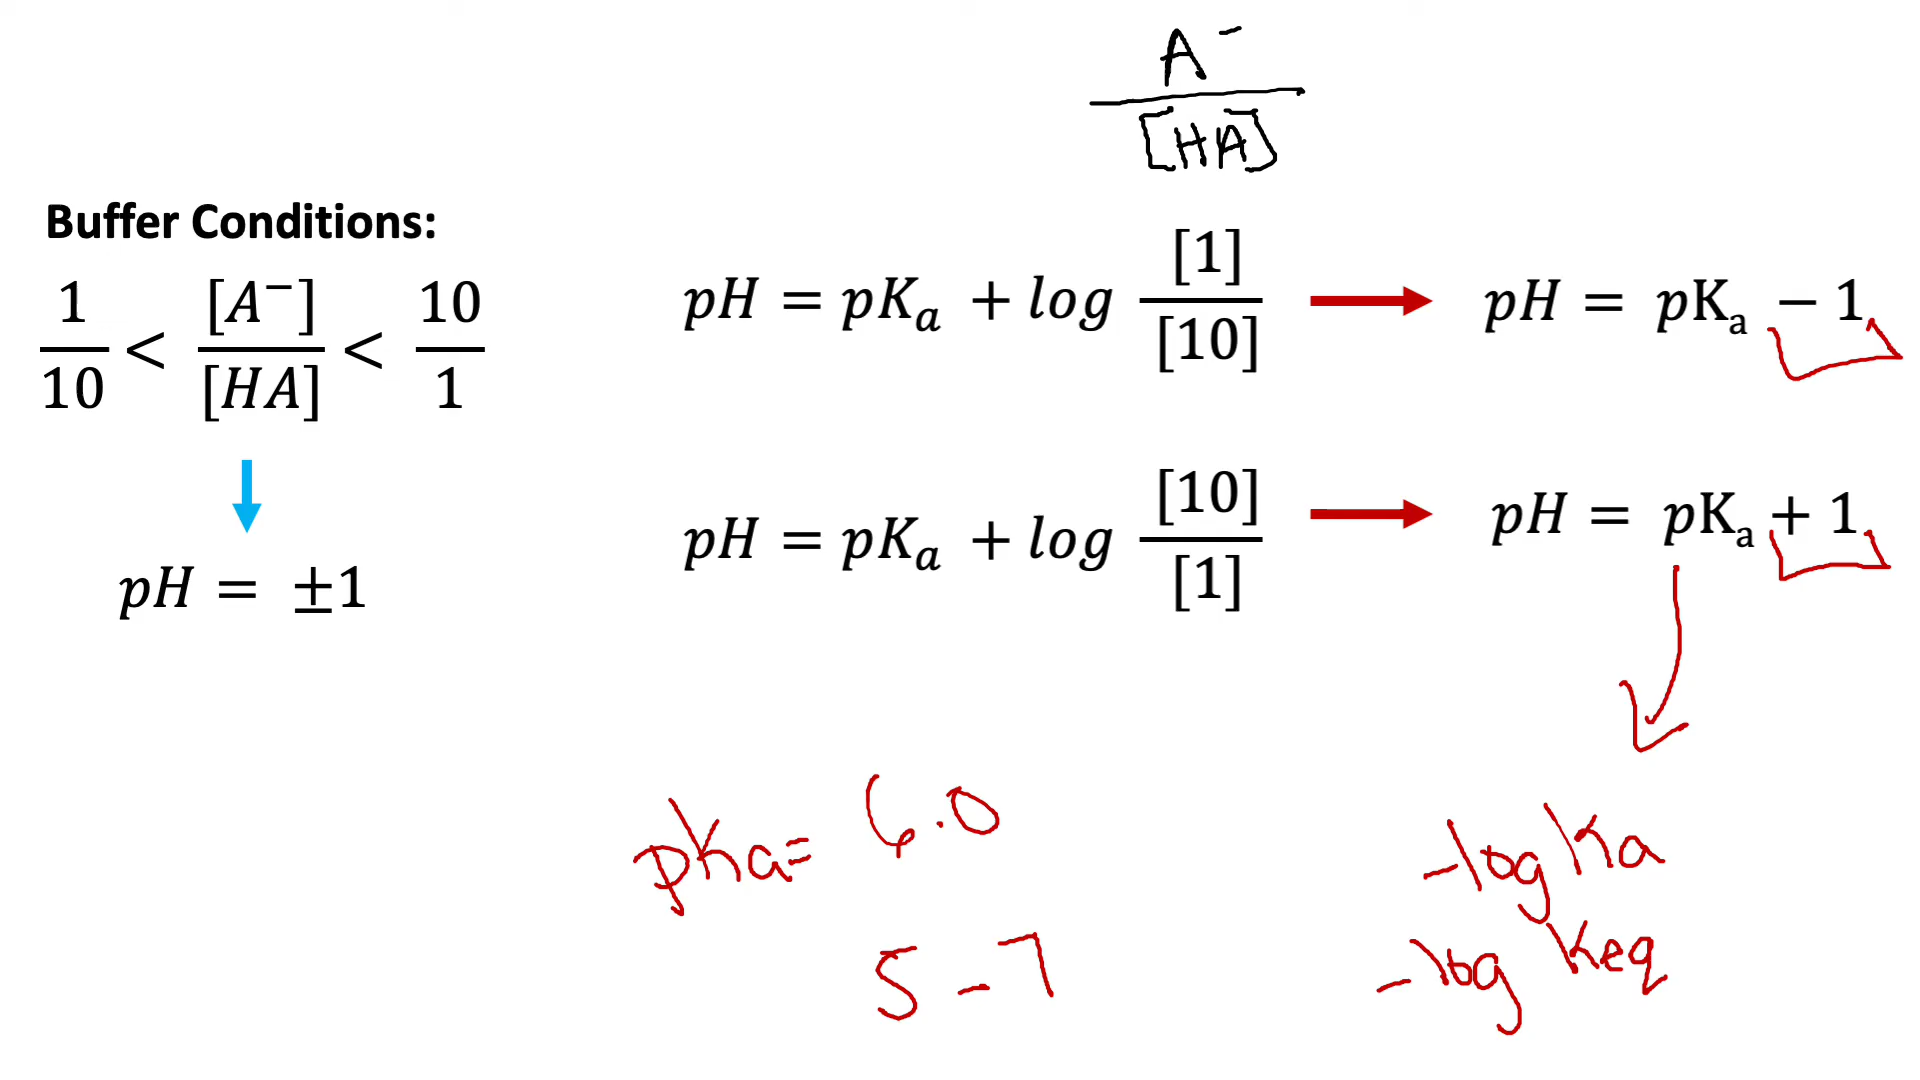 A⁻
[HA]
Buffer Conditions:
1/10 < [A⁻]/[HA] < 10/1
pH = ±1
pH = pKₐ + log [1]/[10] → pH = pKₐ − 1
pH = pKₐ + log [10]/[1] → pH = pKₐ + 1
pKa = 6.0
5 - 7
-log Ka
-log Keq